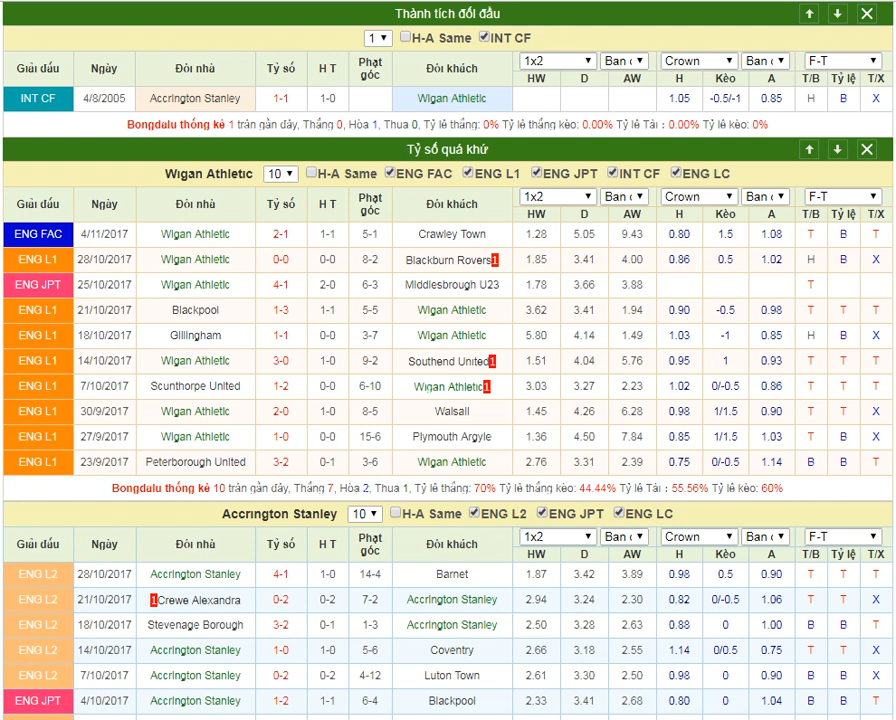 Thành tích đối đầu
1 H-A Same INT CF
Giải đấu Ngày Đội nhà Tỷ số H T Phạt góc Đội khách 1x2 Ban Crown Ban F-T
HW D AW H Kèo A T/B Tỷ lệ T/X
INT CF 4/8/2005 Accrington Stanley 1-1 1-0 Wigan Athletic 1.05 -0.5/-1 0.85 H B X
Bongdalu thống kê 1 trận gần đây, Thắng 0, Hòa 1, Thua 0, Tỷ lệ thắng: 0% Tỷ lệ thắng kèo: 0.00% Tỷ lệ Tài : 0.00% Tỷ lệ kèo: 0%
Tỷ số quá khứ
Wigan Athletic 10 H-A Same ENG FAC ENG L1 ENG JPT INT CF ENG LC
Giải đấu Ngày Đội nhà Tỷ số H T Phạt góc Đội khách 1x2 Ban Crown Ban F-T
HW D AW H Kèo A T/B Tỷ lệ T/X
ENG FAC 4/11/2017 Wigan Athletic 2-1 1-1 5-1 Crawley Town 1.28 5.05 9.43 0.80 1.5 1.08 T B T
ENG L1 28/10/2017 Wigan Athletic 0-0 0-0 8-2 Blackburn Rovers 1 1.85 3.41 4.00 0.86 0.5 1.02 H B X
ENG JPT 25/10/2017 Wigan Athletic 4-1 2-0 6-3 Middlesbrough U23 1.78 3.66 3.88 T
ENG L1 21/10/2017 Blackpool 1-3 1-1 5-5 Wigan Athletic 3.62 3.41 1.94 0.90 -0.5 0.98 T T T
ENG L1 18/10/2017 Gillingham 1-1 0-0 3-7 Wigan Athletic 5.80 4.14 1.49 1.03 -1 0.85 H B X
ENG L1 14/10/2017 Wigan Athletic 3-0 1-0 9-2 Southend United 1 1.51 4.04 5.76 0.95 1 0.93 T T T
ENG L1 7/10/2017 Scunthorpe United 1-2 0-0 6-10 Wigan Athletic 1 3.03 3.27 2.23 1.02 0/-0.5 0.86 T T T
ENG L1 30/9/2017 Wigan Athletic 2-0 1-0 8-5 Walsall 1.45 4.26 6.28 0.98 1/1.5 0.90 T T X
ENG L1 27/9/2017 Wigan Athletic 1-0 0-0 15-6 Plymouth Argyle 1.36 4.50 7.84 0.85 1/1.5 1.03 T B X
ENG L1 23/9/2017 Peterborough United 3-2 0-1 3-6 Wigan Athletic 2.76 3.31 2.39 0.75 0/-0.5 1.14 B B T
Bongdalu thống kê 10 trận gần đây, Thắng 7, Hòa 2, Thua 1, Tỷ lệ thắng: 70% Tỷ lệ thắng kèo: 44.44% Tỷ lệ Tài : 55.56% Tỷ lệ kèo: 60%
Accrington Stanley 10 H-A Same ENG L2 ENG JPT ENG LC
Giải đấu Ngày Đội nhà Tỷ số H T Phạt góc Đội khách 1x2 Ban Crown Ban F-T
HW D AW H Kèo A T/B Tỷ lệ T/X
ENG L2 28/10/2017 Accrington Stanley 4-1 1-0 14-4 Barnet 1.87 3.42 3.89 0.98 0.5 0.90 T T T
ENG L2 21/10/2017 1 Crewe Alexandra 0-2 0-2 7-2 Accrington Stanley 2.94 3.24 2.30 0.82 0/-0.5 1.06 T T X
ENG L2 18/10/2017 Stevenage Borough 3-2 0-1 1-3 Accrington Stanley 2.50 3.28 2.63 0.88 0 1.00 B B T
ENG L2 14/10/2017 Accrington Stanley 1-0 1-0 5-6 Coventry 2.66 3.18 2.55 1.14 0/0.5 0.75 T T X
ENG L2 7/10/2017 Accrington Stanley 0-2 0-2 4-12 Luton Town 2.61 3.30 2.50 0.98 0 0.90 B B X
ENG JPT 4/10/2017 Accrington Stanley 1-2 1-1 6-4 Blackpool 2.33 3.41 2.68 0.80 0 1.04 B B T